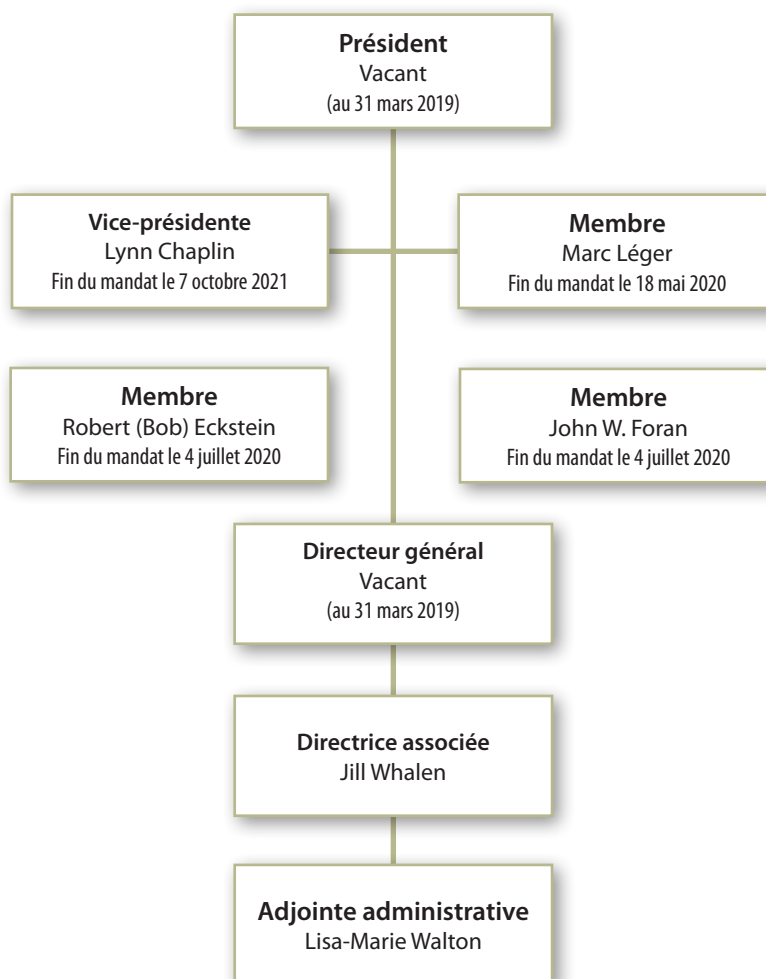 Président
Vacant
(au 31 mars 2019)
Vice-présidente
Lynn Chaplin
Fin du mandat le 7 octobre 2021
Membre
Marc Léger
Fin du mandat le 18 mai 2020
Membre
Robert (Bob) Eckstein
Fin du mandat le 4 juillet 2020
Membre
John W. Foran
Fin du mandat le 4 juillet 2020
Directeur général
Vacant
(au 31 mars 2019)
Directrice associée
Jill Whalen
Adjointe administrative
Lisa-Marie Walton